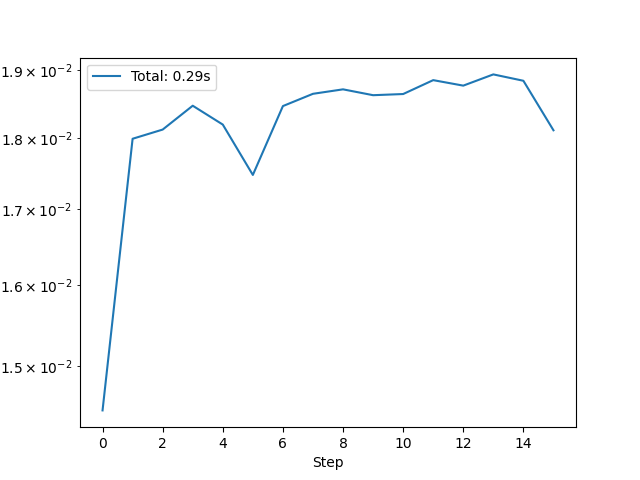 Total: 0.29s
1.9 × 10⁻²
1.8 × 10⁻²
1.7 × 10⁻²
1.6 × 10⁻²
1.5 × 10⁻²
0 2 4 6 8 10 12 14
Step